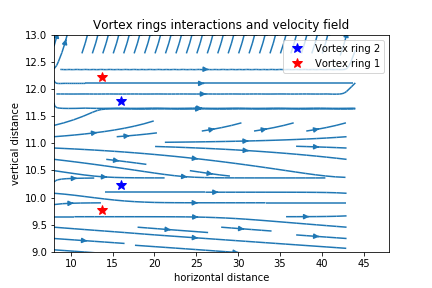 Vortex rings interactions and velocity field
Vortex ring 2
Vortex ring 1
vertical distance
13.0
12.5
12.0
11.5
11.0
10.5
10.0
9.5
9.0
10 15 20 25 30 35 40 45
horizontal distance